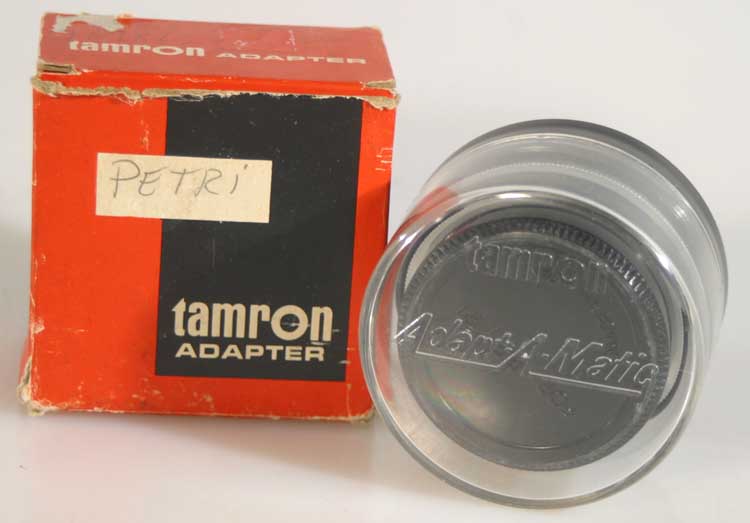 tamron ADAPTER
PETRI
tamron
ADAPTER
tamron
Adapt-A-Matic